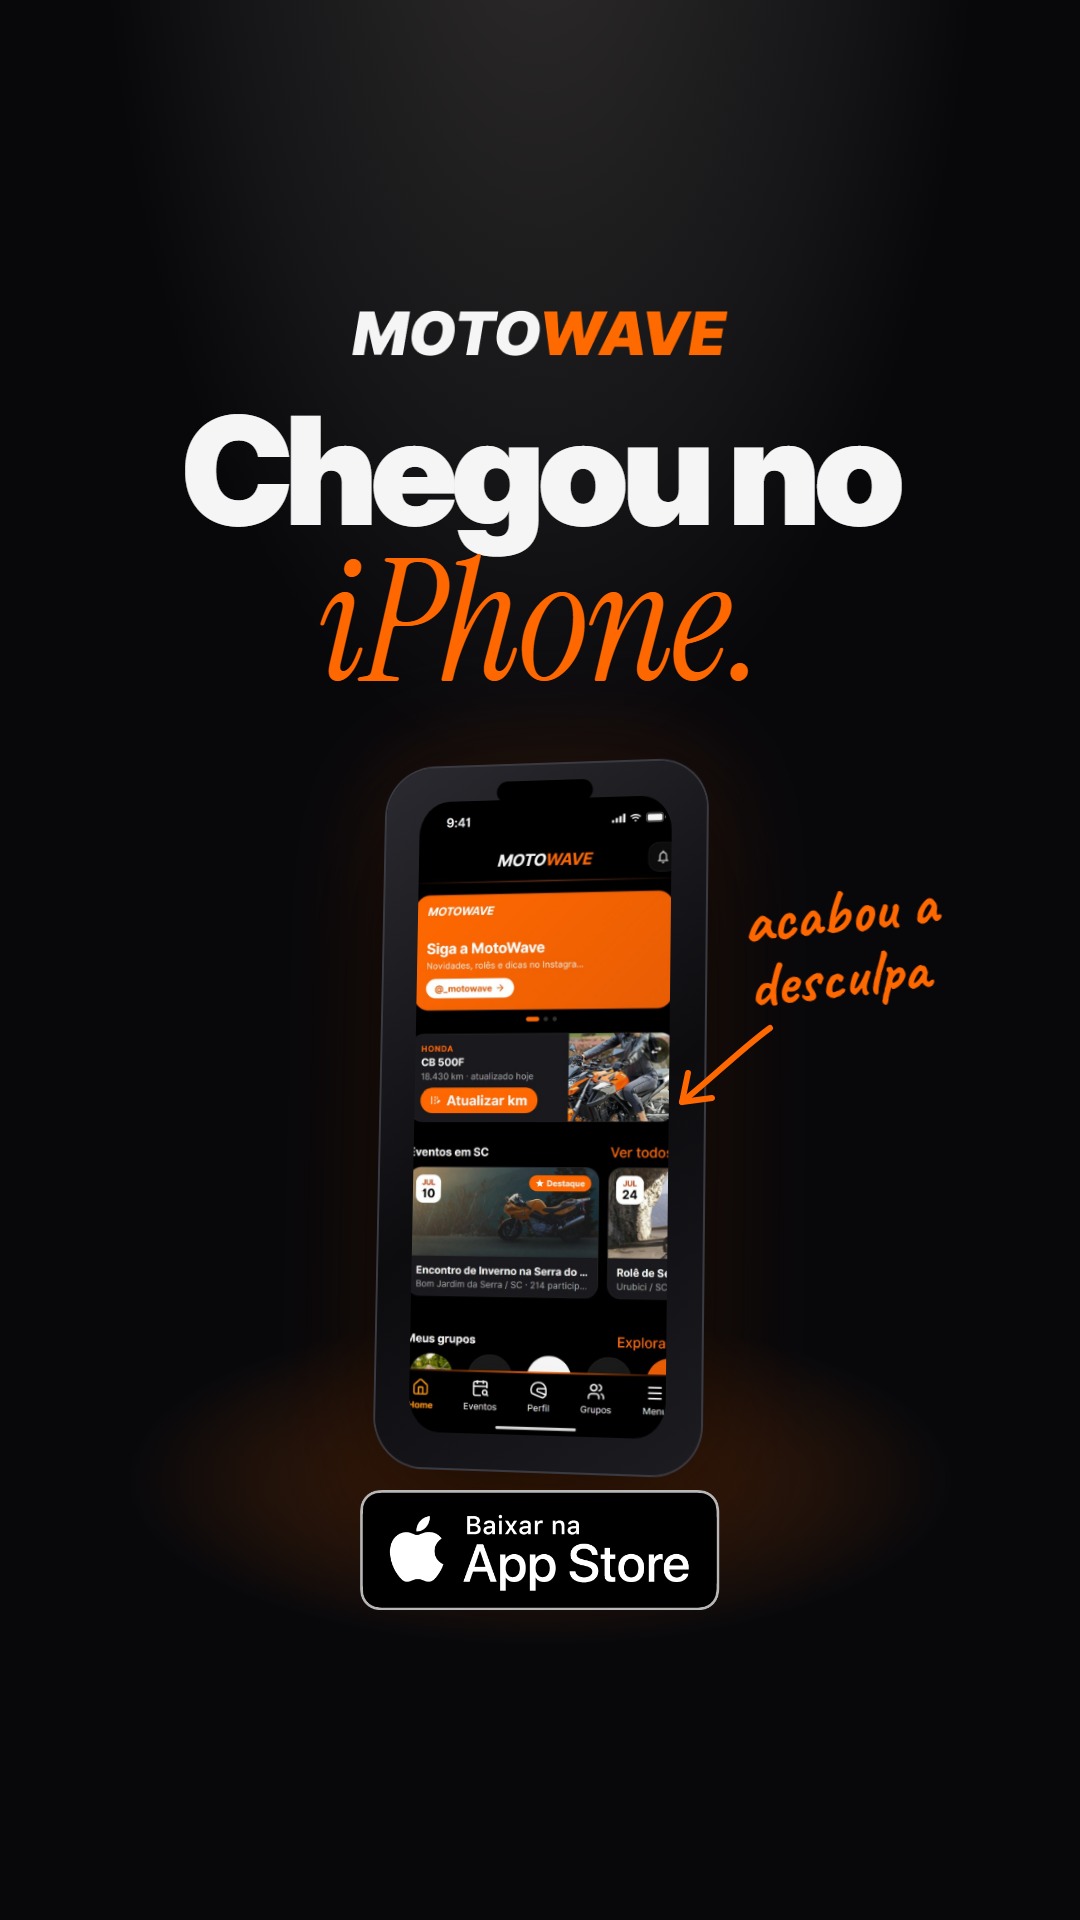 MOTOWAVE
Chegou no
iPhone.
9:41
MOTOWAVE
MOTOWAVE
Siga a MotoWave
Novidades, rolês e dicas no Instagra...
@_motowave →
HONDA
CB 500F
18.430 km · atualizado hoje
Atualizar km
acabou a
desculpa
Eventos em SC
Ver todos
JUL
10
★ Destaque
JUL
24
Encontro de Inverno na Serra do ...
Bom Jardim da Serra / SC · 214 particip...
Rolê de Se
Urubici / SC
Meus grupos
Explora
Home
Eventos
Perfil
Grupos
Menu
Baixar na
App Store